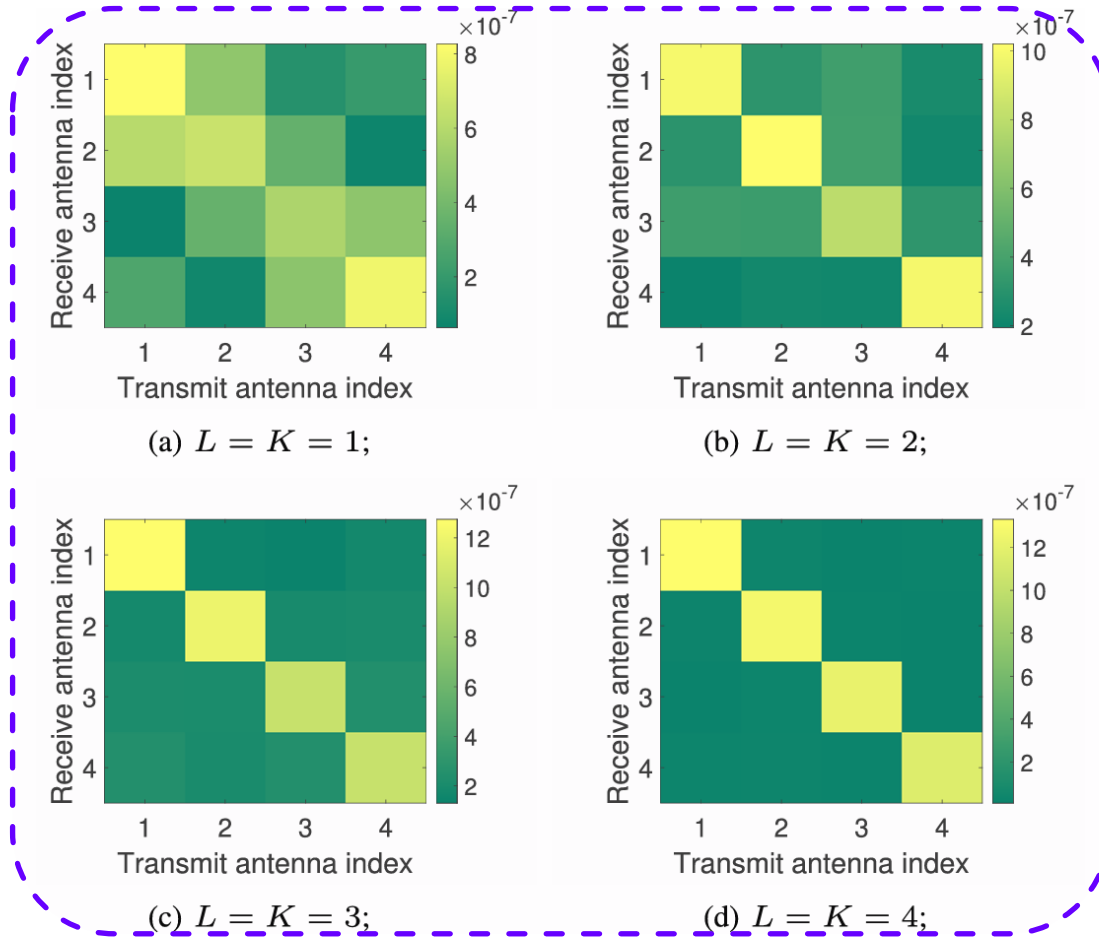 ×10-7
8
6
4
2
Receive antenna index
1
2
3
4
1 2 3 4
Transmit antenna index
(a) L = K = 1;
×10-7
10
8
6
4
2
Receive antenna index
1
2
3
4
1 2 3 4
Transmit antenna index
(b) L = K = 2;
×10-7
12
10
8
6
4
2
Receive antenna index
1
2
3
4
1 2 3 4
Transmit antenna index
(c) L = K = 3;
×10-7
12
10
8
6
4
2
Receive antenna index
1
2
3
4
1 2 3 4
Transmit antenna index
(d) L = K = 4;